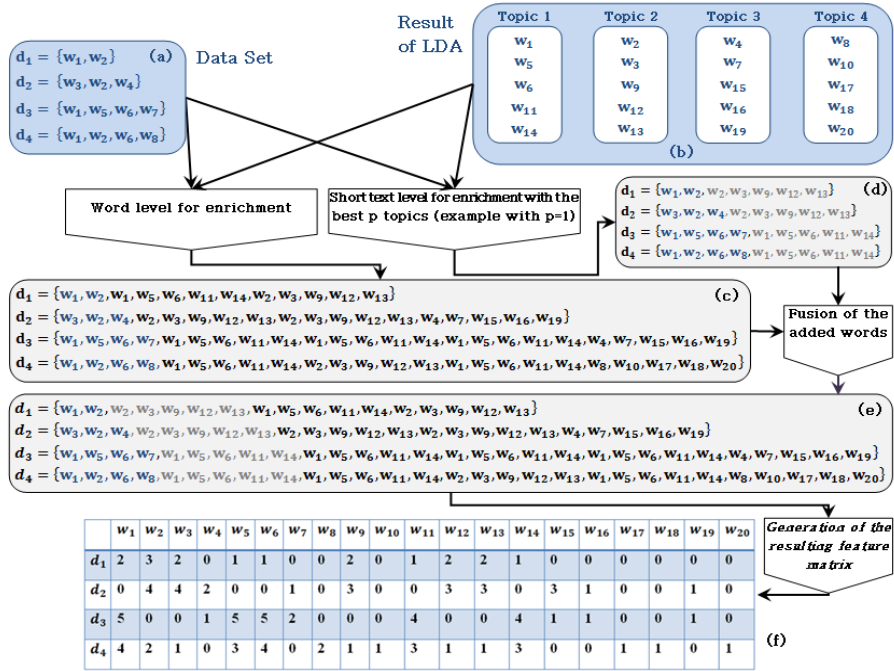 Data Set
(a)
d₁ = {w₁,w₂}
d₂ = {w₃,w₂,w₄}
d₃ = {w₁,w₅,w₆,w₇}
d₄ = {w₁,w₂,w₆,w₈}
Result
of LDA
Topic 1 Topic 2 Topic 3 Topic 4
w₁ w₂ w₄ w₈
w₅ w₃ w₇ w₁₀
w₆ w₉ w₁₅ w₁₇
w₁₁ w₁₂ w₁₆ w₁₈
w₁₄ w₁₃ w₁₉ w₂₀
(b)
Word level for enrichment
Short text level for enrichment with the
best p topics (example with p=1)
(d)
d₁ = {w₁,w₂,w₂,w₃,w₉,w₁₂,w₁₃}
d₂ = {w₃,w₂,w₄,w₂,w₃,w₉,w₁₂,w₁₃}
d₃ = {w₁,w₅,w₆,w₇,w₁,w₅,w₆,w₁₁,w₁₄}
d₄ = {w₁,w₂,w₆,w₈,w₁,w₅,w₆,w₁₁,w₁₄}
(c)
d₁ = {w₁,w₂,w₁,w₅,w₆,w₁₁,w₁₄,w₂,w₃,w₉,w₁₂,w₁₃}
d₂ = {w₃,w₂,w₄,w₂,w₃,w₉,w₁₂,w₁₃,w₂,w₃,w₉,w₁₂,w₁₃,w₄,w₇,w₁₅,w₁₆,w₁₉}
d₃ = {w₁,w₅,w₆,w₇,w₁,w₅,w₆,w₁₁,w₁₄,w₁,w₅,w₆,w₁₁,w₁₄,w₁,w₅,w₆,w₁₁,w₁₄,w₄,w₇,w₁₅,w₁₆,w₁₉}
d₄ = {w₁,w₂,w₆,w₈,w₁,w₅,w₆,w₁₁,w₁₄,w₂,w₃,w₉,w₁₂,w₁₃,w₁,w₅,w₆,w₁₁,w₁₄,w₈,w₁₀,w₁₇,w₁₈,w₂₀}
Fusion of the
added words
(e)
d₁ = {w₁,w₂,w₂,w₃,w₉,w₁₂,w₁₃,w₁,w₅,w₆,w₁₁,w₁₄,w₂,w₃,w₉,w₁₂,w₁₃}
d₂ = {w₃,w₂,w₄,w₂,w₃,w₉,w₁₂,w₁₃,w₂,w₃,w₉,w₁₂,w₁₃,w₂,w₃,w₉,w₁₂,w₁₃,w₄,w₇,w₁₅,w₁₆,w₁₉}
d₃ = {w₁,w₅,w₆,w₇,w₁,w₅,w₆,w₁₁,w₁₄,w₁,w₅,w₆,w₁₁,w₁₄,w₁,w₅,w₆,w₁₁,w₁₄,w₁,w₅,w₆,w₁₁,w₁₄,w₄,w₇,w₁₅,w₁₆,w₁₉}
d₄ = {w₁,w₂,w₆,w₈,w₁,w₅,w₆,w₁₁,w₁₄,w₁,w₅,w₆,w₁₁,w₁₄,w₂,w₃,w₉,w₁₂,w₁₃,w₁,w₅,w₆,w₁₁,w₁₄,w₈,w₁₀,w₁₇,w₁₈,w₂₀}
Generation of the
resulting feature
matrix
w₁ w₂ w₃ w₄ w₅ w₆ w₇ w₈ w₉ w₁₀ w₁₁ w₁₂ w₁₃ w₁₄ w₁₅ w₁₆ w₁₇ w₁₈ w₁₉ w₂₀
d₁ 2 3 2 0 1 1 0 0 2 0 1 2 2 1 0 0 0 0 0 0
d₂ 0 4 4 2 0 0 1 0 3 0 0 3 3 0 3 1 0 0 1 0
d₃ 5 0 0 1 5 5 2 0 0 0 4 0 0 4 1 1 0 0 1 0
d₄ 4 2 1 0 3 4 0 2 1 1 3 1 1 3 0 0 1 1 0 1
(f)